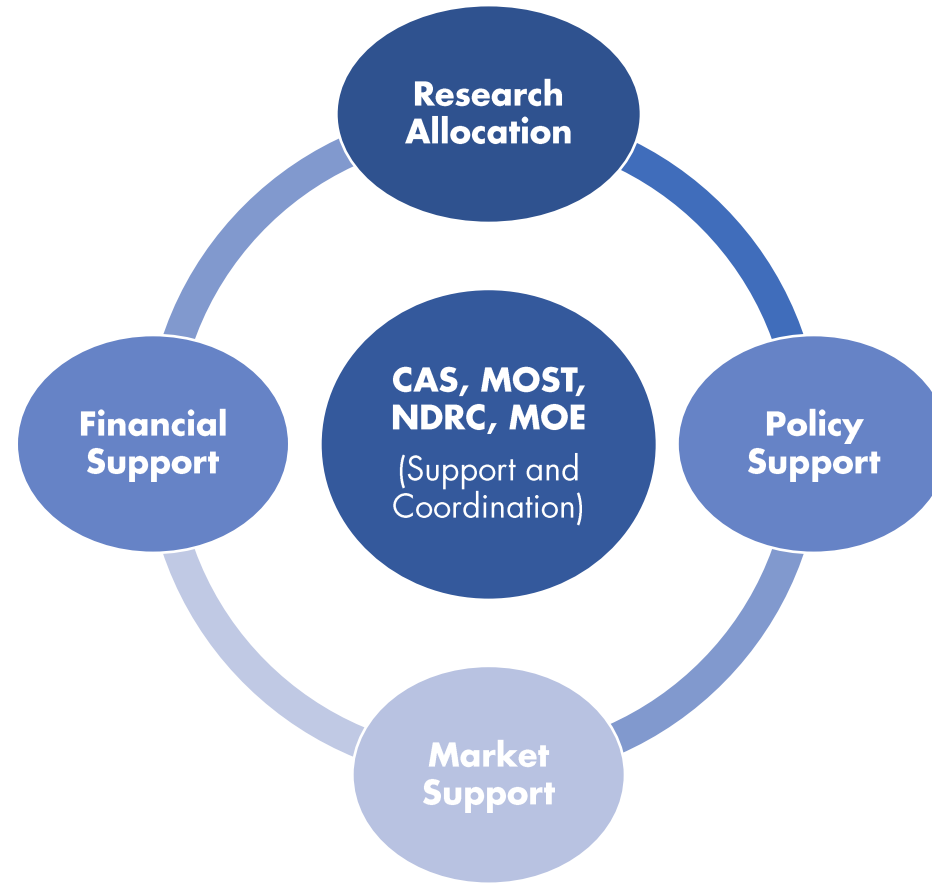 Research
Allocation
Financial
Support
CAS, MOST,
NDRC, MOE
(Support and
Coordination)
Policy
Support
Market
Support